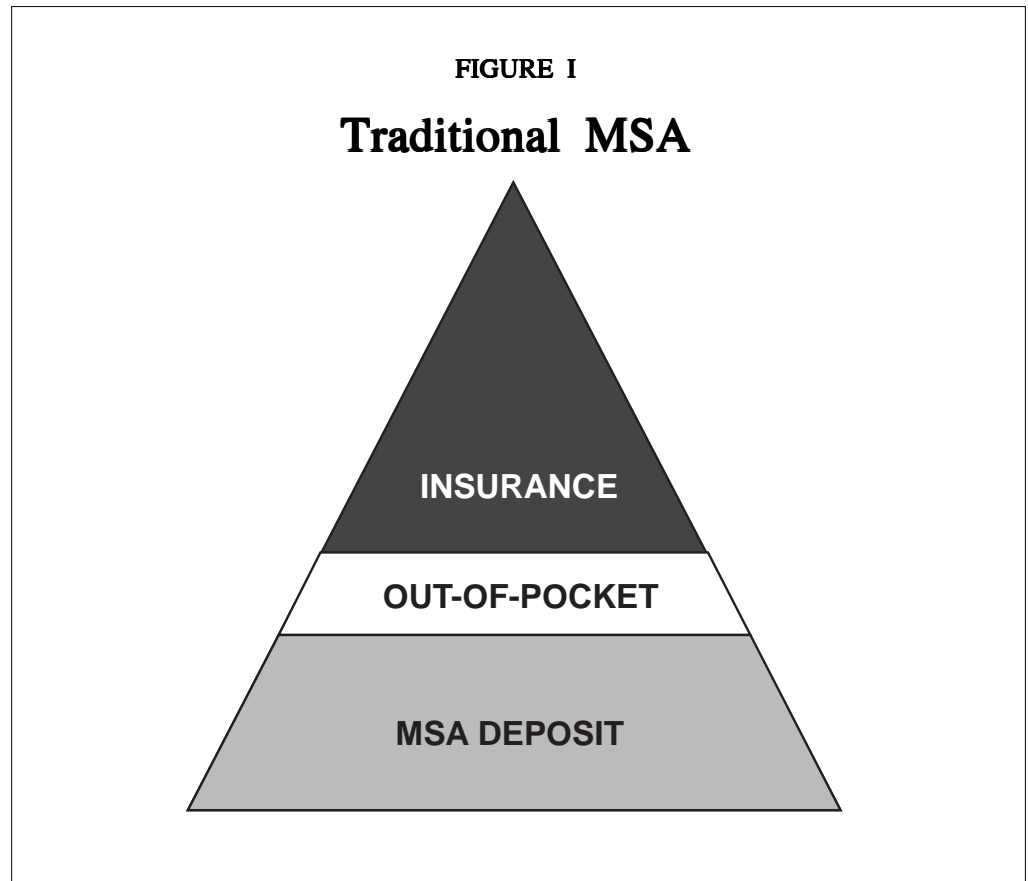 FIGURE I
Traditional MSA
INSURANCE
OUT-OF-POCKET
MSA DEPOSIT